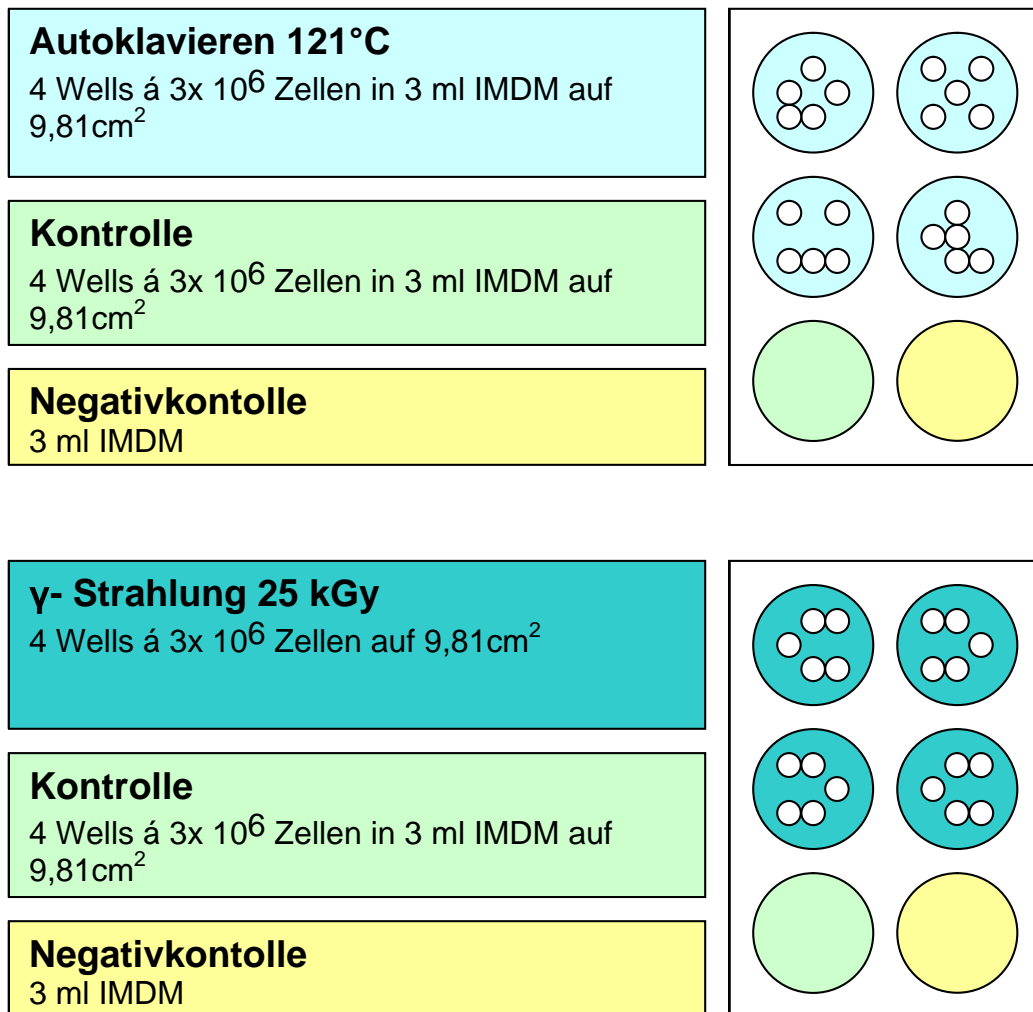 Autoklavieren 121°C
4 Wells á 3x 10⁶ Zellen in 3 ml IMDM auf
9,81cm²
Kontrolle
4 Wells á 3x 10⁶ Zellen in 3 ml IMDM auf
9,81cm²
Negativkontolle
3 ml IMDM
γ- Strahlung 25 kGy
4 Wells á 3x 10⁶ Zellen auf 9,81cm²
Kontrolle
4 Wells á 3x 10⁶ Zellen in 3 ml IMDM auf
9,81cm²
Negativkontolle
3 ml IMDM